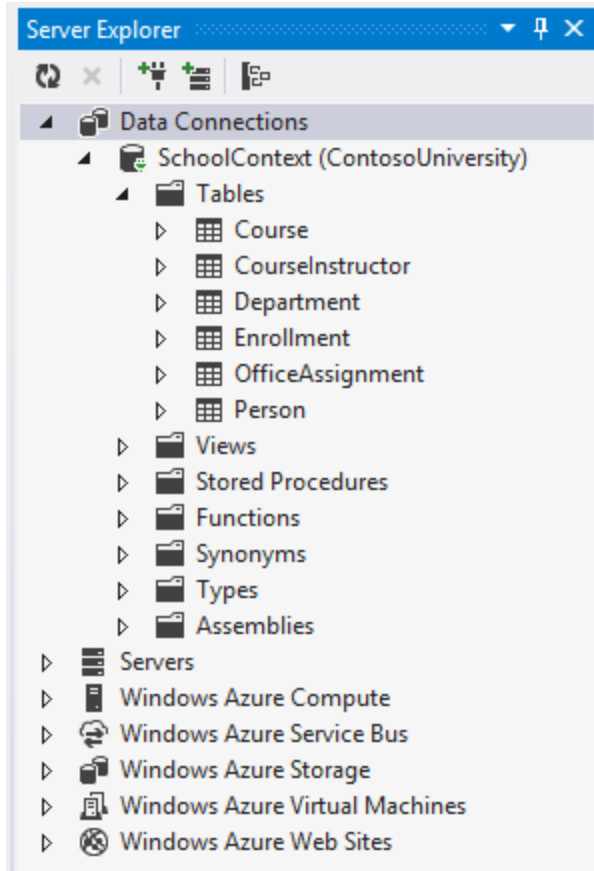 Server Explorer
Data Connections
SchoolContext (ContosoUniversity)
Tables
Course
CourseInstructor
Department
Enrollment
OfficeAssignment
Person
Views
Stored Procedures
Functions
Synonyms
Types
Assemblies
Servers
Windows Azure Compute
Windows Azure Service Bus
Windows Azure Storage
Windows Azure Virtual Machines
Windows Azure Web Sites